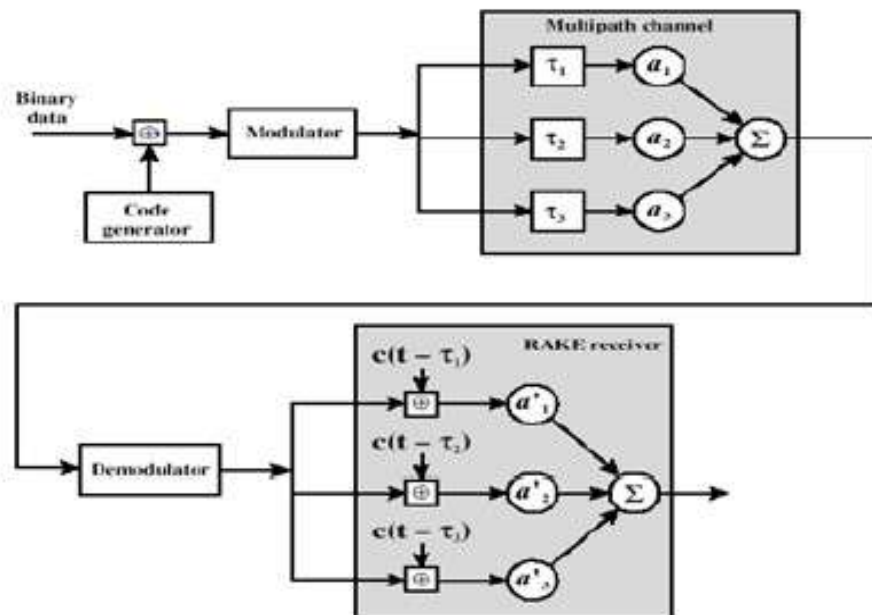 Multipath channel
τ₁
a₁
Binary
data
⊕
Modulator
τ₂
a₂
Σ
Code
generator
τ₃
a₃
RAKE receiver
c(t − τ₁)
⊕
a'₁
c(t − τ₂)
Demodulator
⊕
a'₂
Σ
c(t − τ₃)
⊕
a'₃